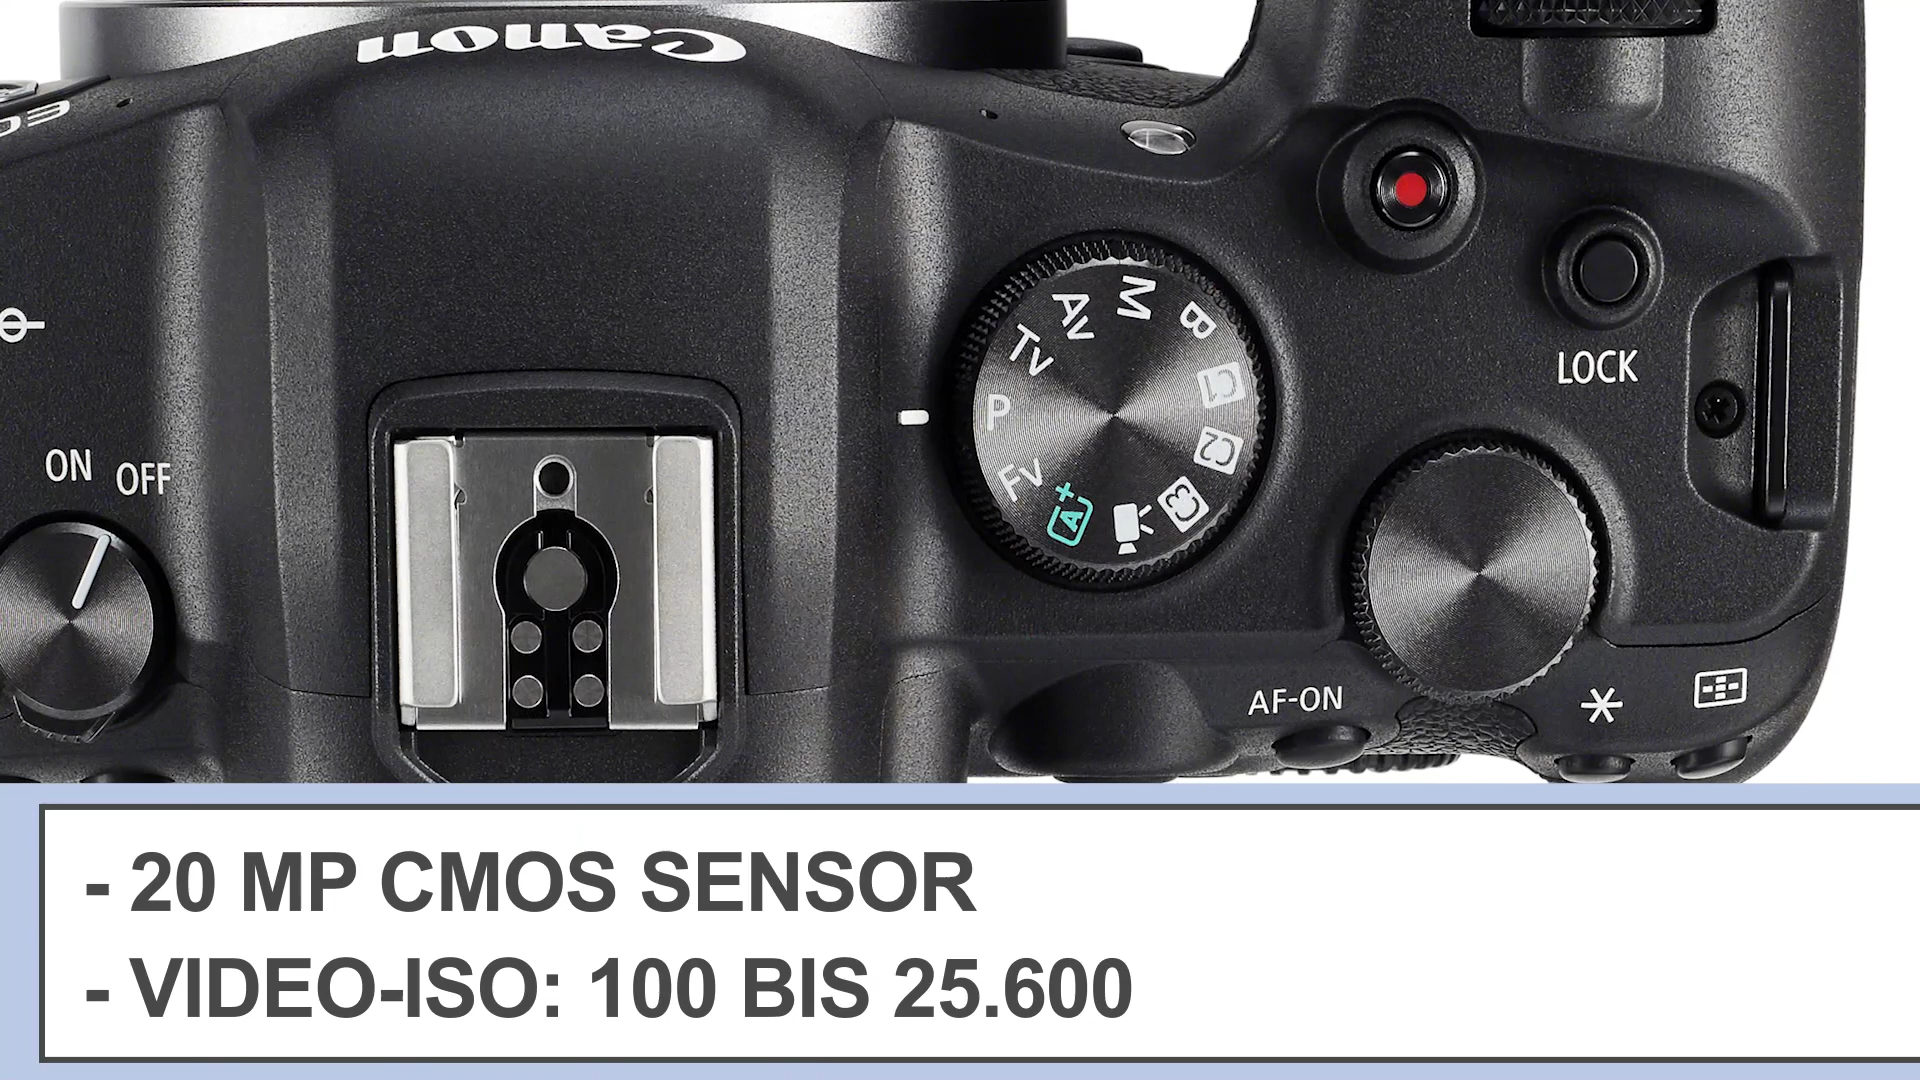 Canon
EO
ON OFF
M
B
Av
Tv
C1
P
C2
Fv
A+
C3
LOCK
AF-ON
- 20 MP CMOS SENSOR
- VIDEO-ISO: 100 BIS 25.600